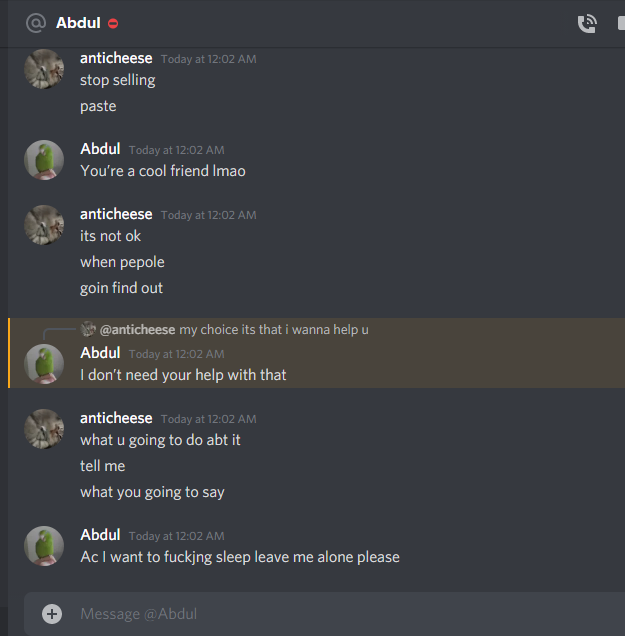 Abdul
anticheese Today at 12:02 AM
stop selling
paste
Abdul Today at 12:02 AM
You're a cool friend lmao
anticheese Today at 12:02 AM
its not ok
when pepole
goin find out
@anticheese my choice its that i wanna help u
Abdul Today at 12:02 AM
I don't need your help with that
anticheese Today at 12:02 AM
what u going to do abt it
tell me
what you going to say
Abdul Today at 12:02 AM
Ac I want to fuckjng sleep leave me alone please
Message @Abdul